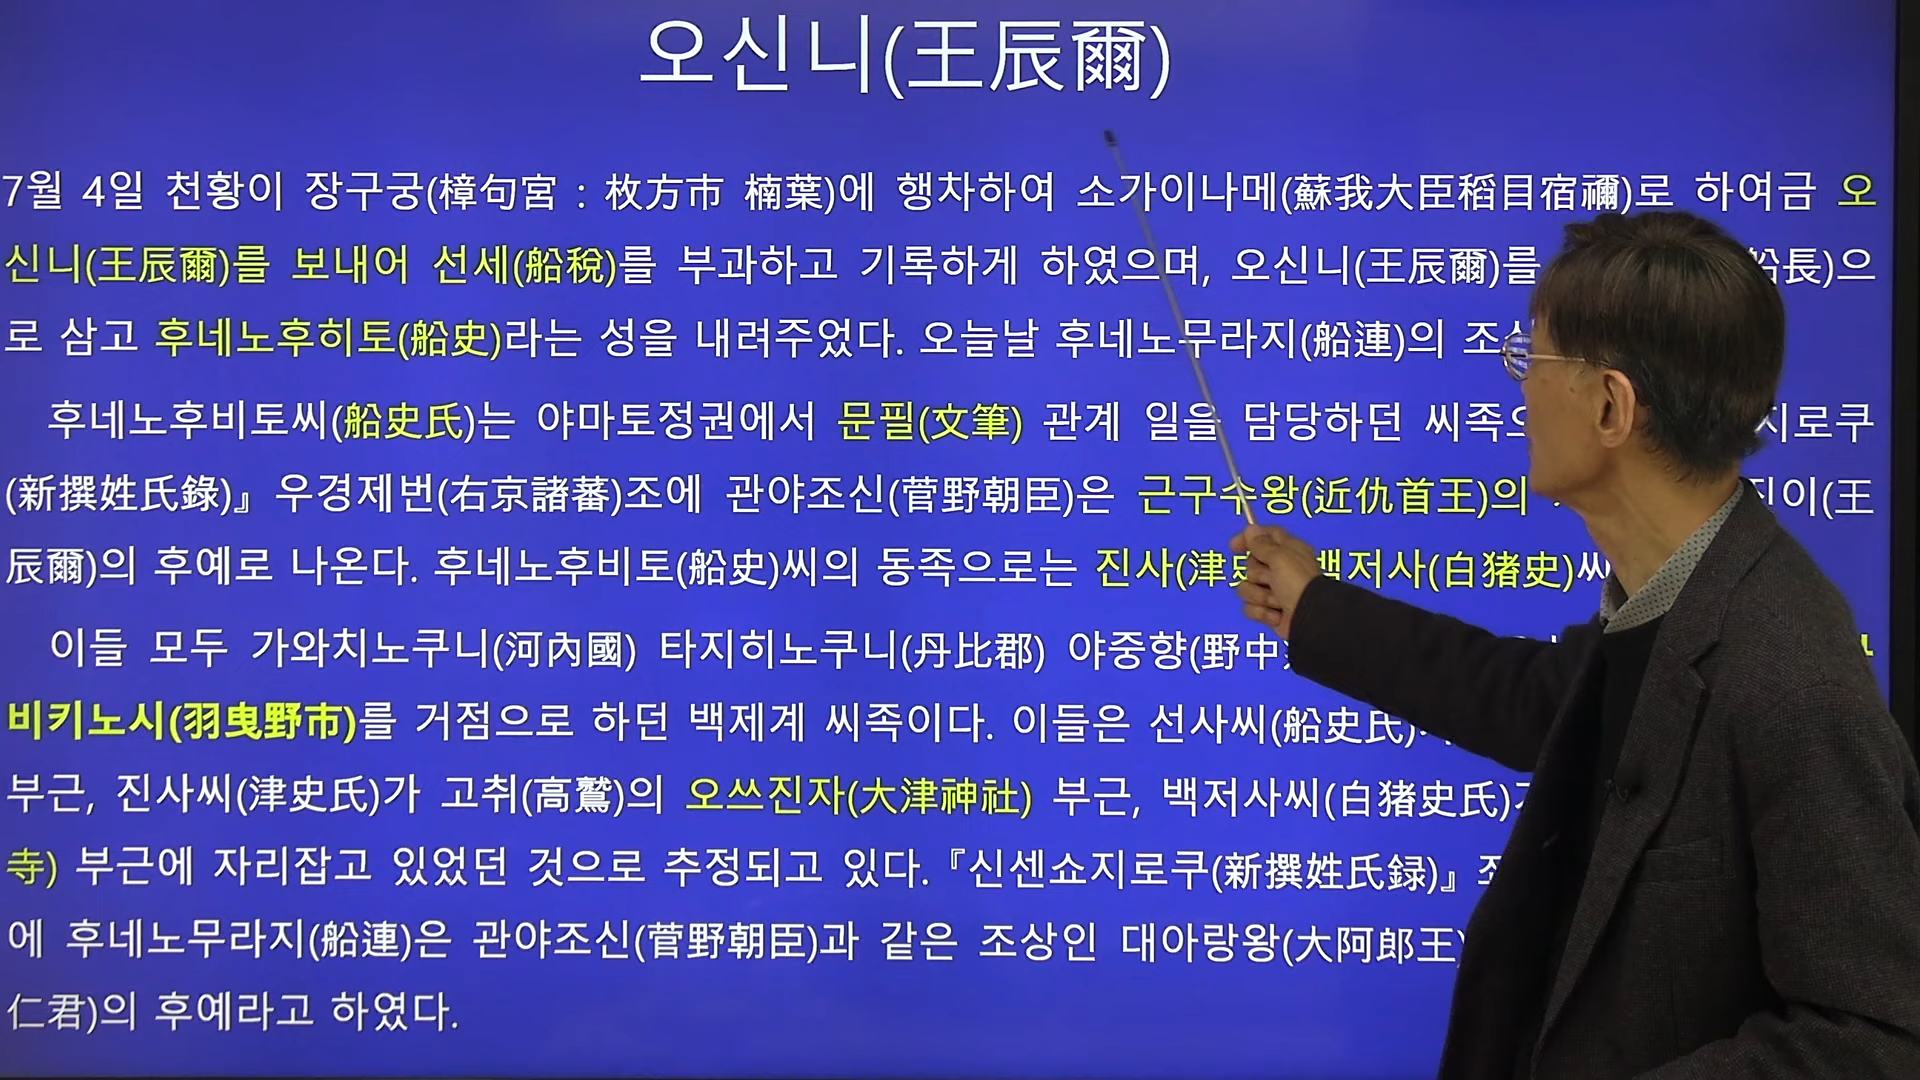 오신니(王辰爾)
7월 4일 천황이 장구궁(樟句宮 : 枚方市 楠葉)에 행차하여 소가이나메(蘇我大臣稻目宿禰)로 하여금 오
신니(王辰爾)를 보내어 선세(船稅)를 부과하고 기록하게 하였으며, 오신니(王辰爾)를 船長)으
로 삼고 후네노후히토(船史)라는 성을 내려주었다. 오늘날 후네노무라지(船連)의
후네노후비토씨(船史氏)는 야마토정권에서 문필(文筆) 관계 일을 담당하던 지로쿠
(新撰姓氏錄)』 우경제번(右京諸蕃)조에 관야조신(菅野朝臣)은 근구수왕(近仇首王)의 진이(王
辰爾)의 후예로 나온다. 후네노후비토(船史)씨의 동족으로는 진사(津史 백저사(白猪史)씨
이들 모두 가와치노쿠니(河內國) 타지히노쿠니(丹比郡) 야중향(野中
비키노시(羽曳野市)를 거점으로 하던 백제계 씨족이다. 이들은 선사씨(船史氏)
부근, 진사씨(津史氏)가 고취(高鷲)의 오쓰진자(大津神社) 부근, 백저사씨(白猪史氏)
寺) 부근에 자리잡고 있었던 것으로 추정되고 있다. 『신센쇼지로쿠(新撰姓氏録)』
에 후네노무라지(船連)은 관야조신(菅野朝臣)과 같은 조상인 대아랑왕(大阿郎王)
仁君)의 후예라고 하였다.